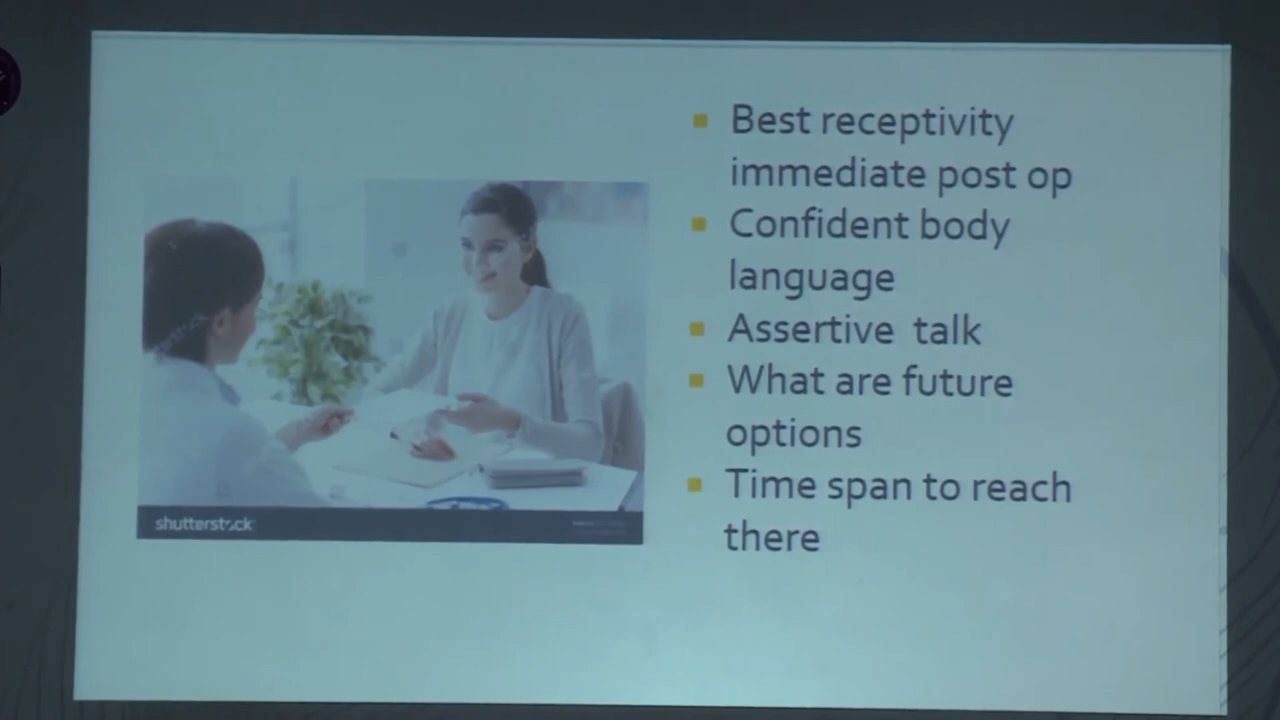 Best receptivity
immediate post op
Confident body
language
Assertive talk
What are future
options
Time span to reach
there
shutterstock